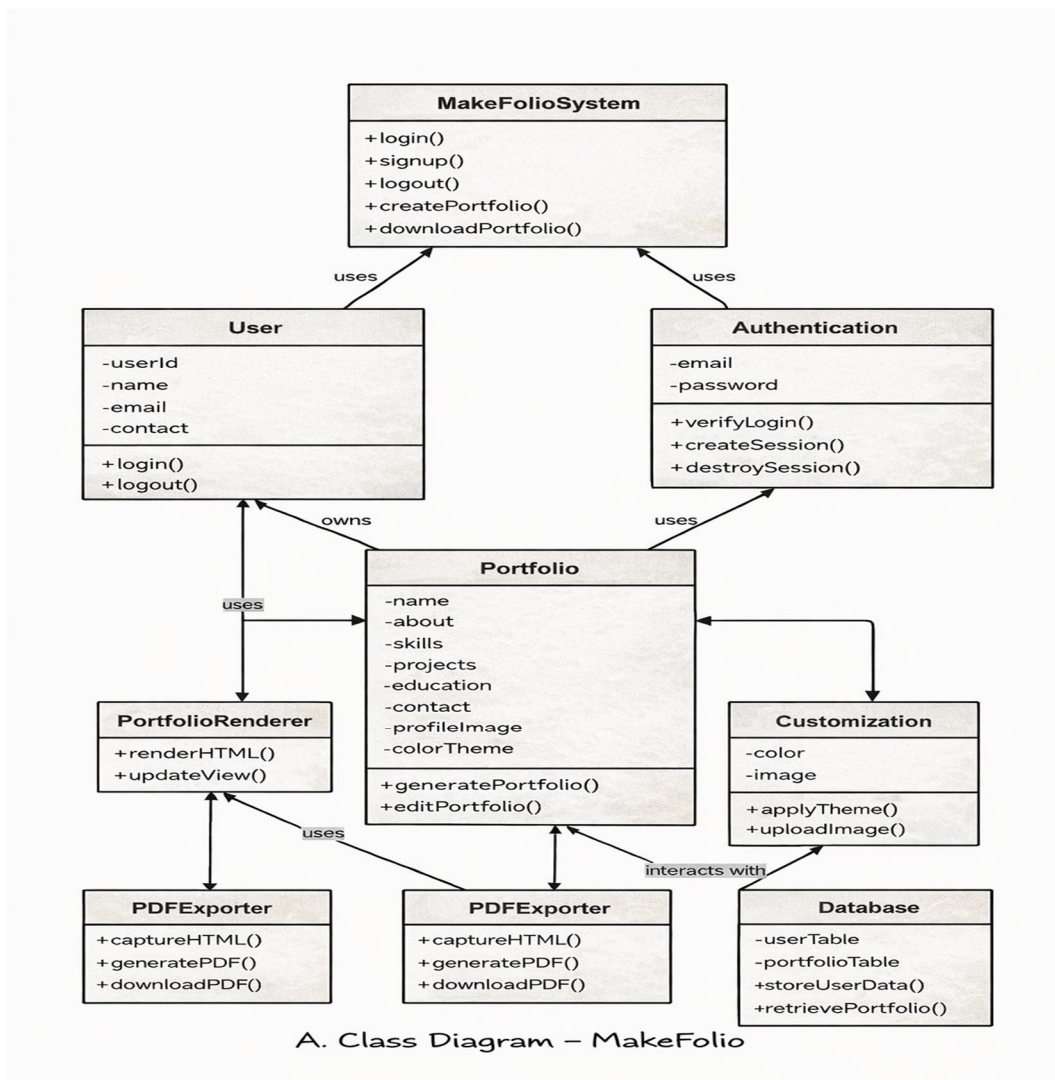 MakeFolioSystem
+login()
+signup()
+logout()
+createPortfolio()
+downloadPortfolio()
uses
uses
User
-userId
-name
-email
-contact
+login()
+logout()
Authentication
-email
-password
+verifyLogin()
+createSession()
+destroySession()
owns
uses
uses
Portfolio
-name
-about
-skills
-projects
-education
-contact
-profileImage
-colorTheme
+generatePortfolio()
+editPortfolio()
PortfolioRenderer
+renderHTML()
+updateView()
Customization
-color
-image
+applyTheme()
+uploadImage()
uses
interacts with
PDFExporter
+captureHTML()
+generatePDF()
+downloadPDF()
PDFExporter
+captureHTML()
+generatePDF()
+downloadPDF()
Database
-userTable
-portfolioTable
+storeUserData()
+retrievePortfolio()
A. Class Diagram – MakeFolio